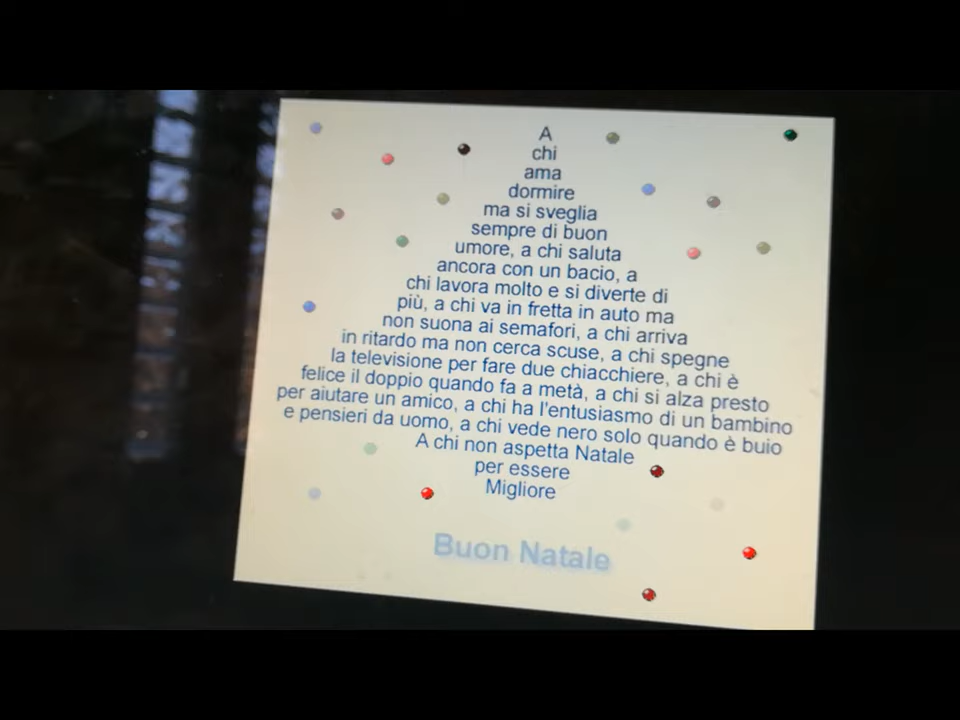 A
chi
ama
dormire
ma si sveglia
sempre di buon
umore, a chi saluta
ancora con un bacio, a
chi lavora molto e si diverte di
più, a chi va in fretta in auto ma
non suona ai semafori, a chi arriva
in ritardo ma non cerca scuse, a chi spegne
la televisione per fare due chiacchiere, a chi è
felice il doppio quando fa a metà, a chi si alza presto
per aiutare un amico, a chi ha l'entusiasmo di un bambino
e pensieri da uomo, a chi vede nero solo quando è buio
A chi non aspetta Natale
per essere
Migliore
Buon Natale